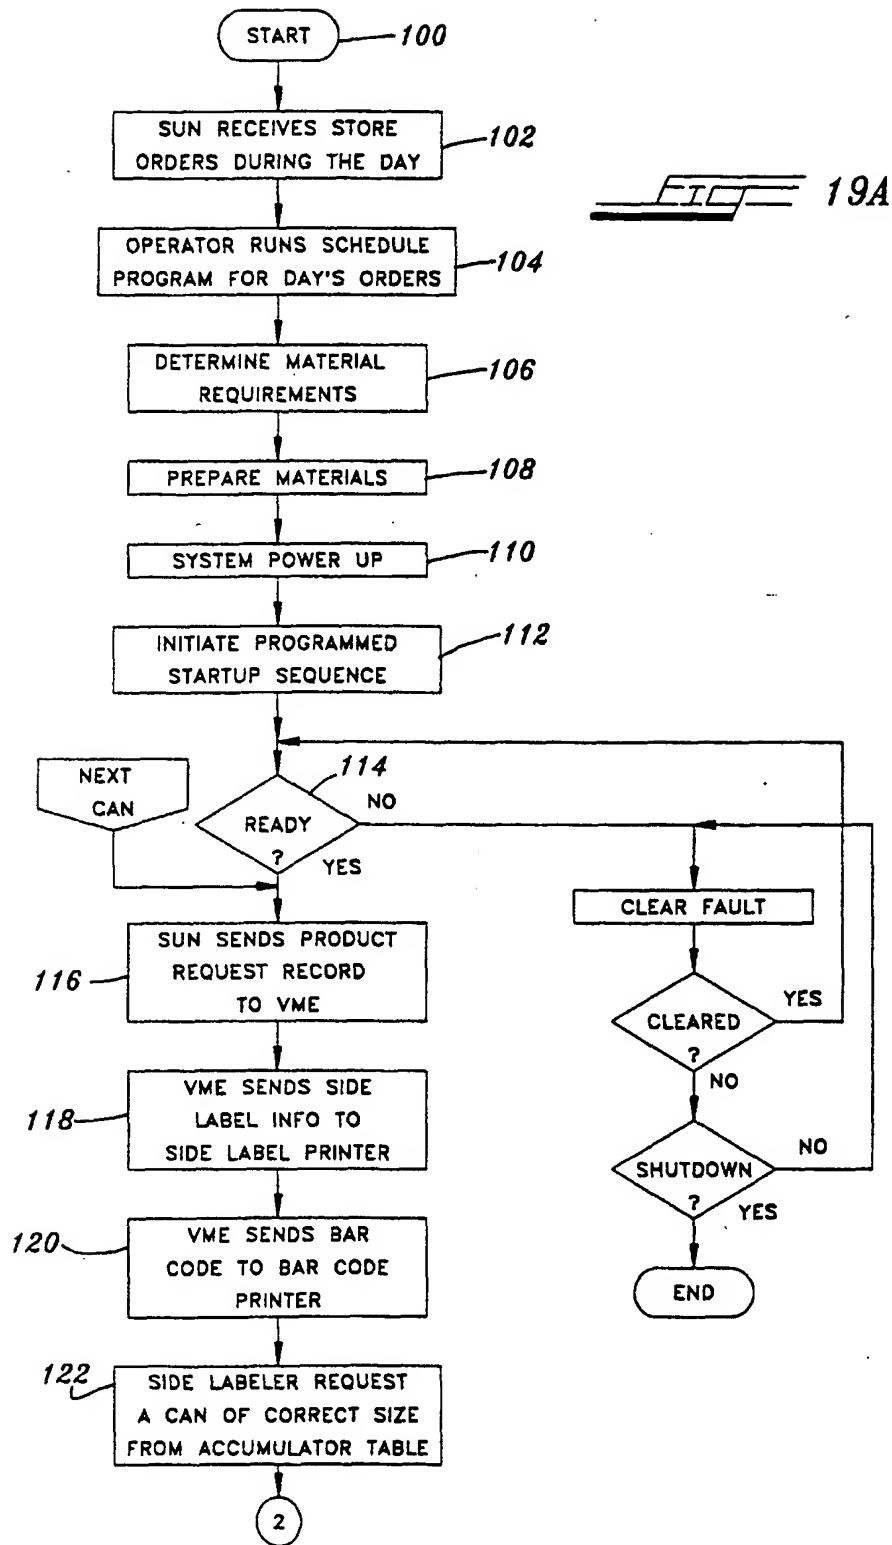 START
100
SUN RECEIVES STORE
ORDERS DURING THE DAY
102
FIG 19A
OPERATOR RUNS SCHEDULE
PROGRAM FOR DAY'S ORDERS
104
DETERMINE MATERIAL
REQUIREMENTS
106
PREPARE MATERIALS
108
SYSTEM POWER UP
110
INITIATE PROGRAMMED
STARTUP SEQUENCE
112
NEXT
CAN
114
READY
?
NO
YES
CLEAR FAULT
116
SUN SENDS PRODUCT
REQUEST RECORD
TO VME
CLEARED
?
YES
NO
118
VME SENDS SIDE
LABEL INFO TO
SIDE LABEL PRINTER
SHUTDOWN
?
NO
YES
120
VME SENDS BAR
CODE TO BAR CODE
PRINTER
END
122
SIDE LABELER REQUEST
A CAN OF CORRECT SIZE
FROM ACCUMULATOR TABLE
2